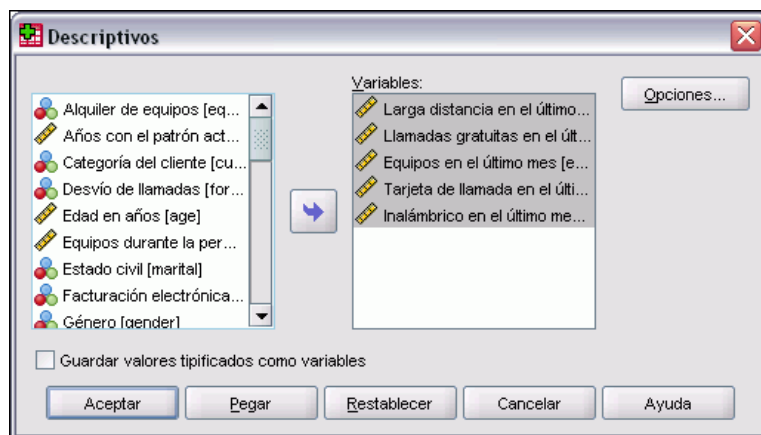 Descriptivos
Alquiler de equipos [eq...
Años con el patrón act...
Categoría del cliente [cu...
Desvío de llamadas [for...
Edad en años [age]
Equipos durante la per...
Estado civil [marital]
Facturación electrónica...
Género [gender]
Variables:
Larga distancia en el último...
Llamadas gratuitas en el últ...
Equipos en el último mes [e...
Tarjeta de llamada en el últi...
Inalámbrico en el último me...
Opciones...
Guardar valores tipificados como variables
Aceptar
Pegar
Restablecer
Cancelar
Ayuda